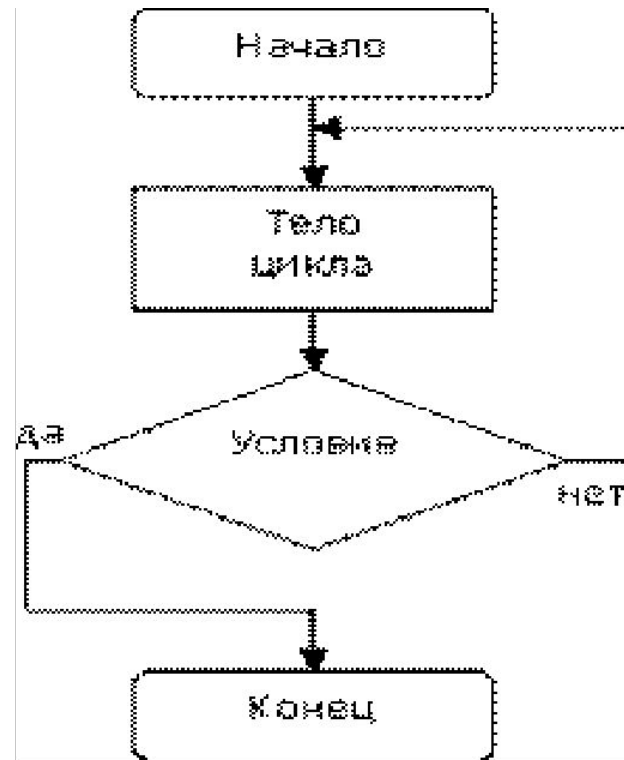 Начало
Тело
цикла
Условие
да
нет
Конец